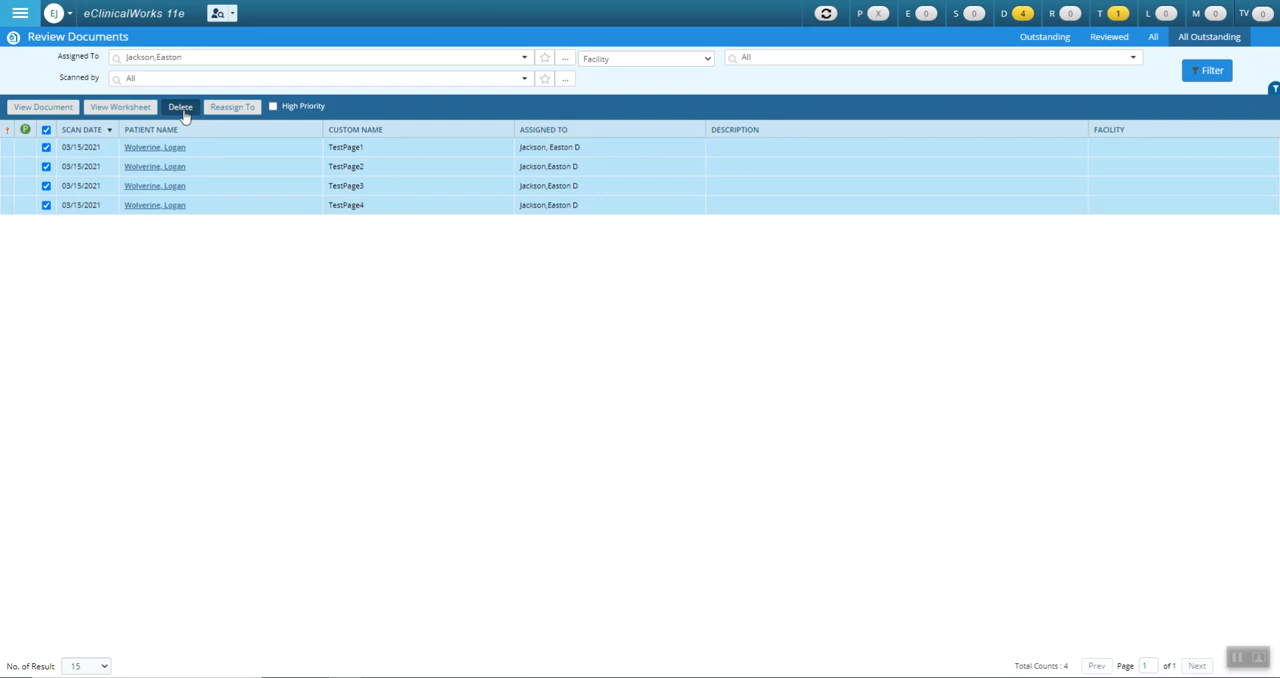 EJ eClinicalWorks 11e P X E 0 S 0 D 4 R 0 T 1 L 0 M 0 TV 0
Review Documents Outstanding Reviewed All All Outstanding
Assigned To Jackson,Easton ... Facility All
Scanned by All ... Filter
View Document View Worksheet Delete Reassign To High Priority
! P SCAN DATE PATIENT NAME CUSTOM NAME ASSIGNED TO DESCRIPTION FACILITY
03/15/2021 Wolverine, Logan TestPage1 Jackson, Easton D
03/15/2021 Wolverine, Logan TestPage2 Jackson,Easton D
03/15/2021 Wolverine, Logan TestPage3 Jackson,Easton D
03/15/2021 Wolverine, Logan TestPage4 Jackson,Easton D
No. of Result 15 Total Counts : 4 Prev Page 1 of 1 Next